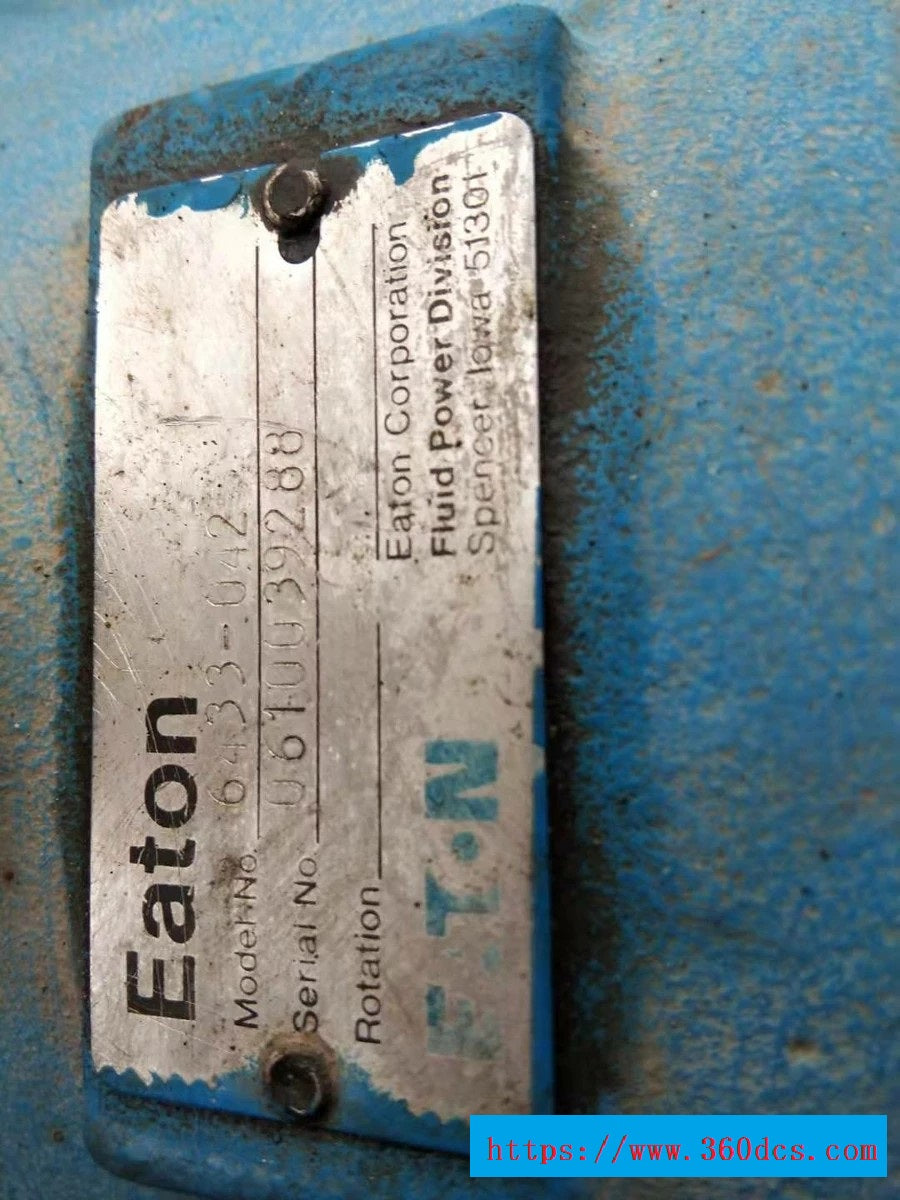 Eaton
Model No. 6433-042
Serial No. U610039288
Rotation
Eaton Corporation
Fluid Power Division
Spencer, Iowa 51301
E.T•N
https://www.360dcs.com